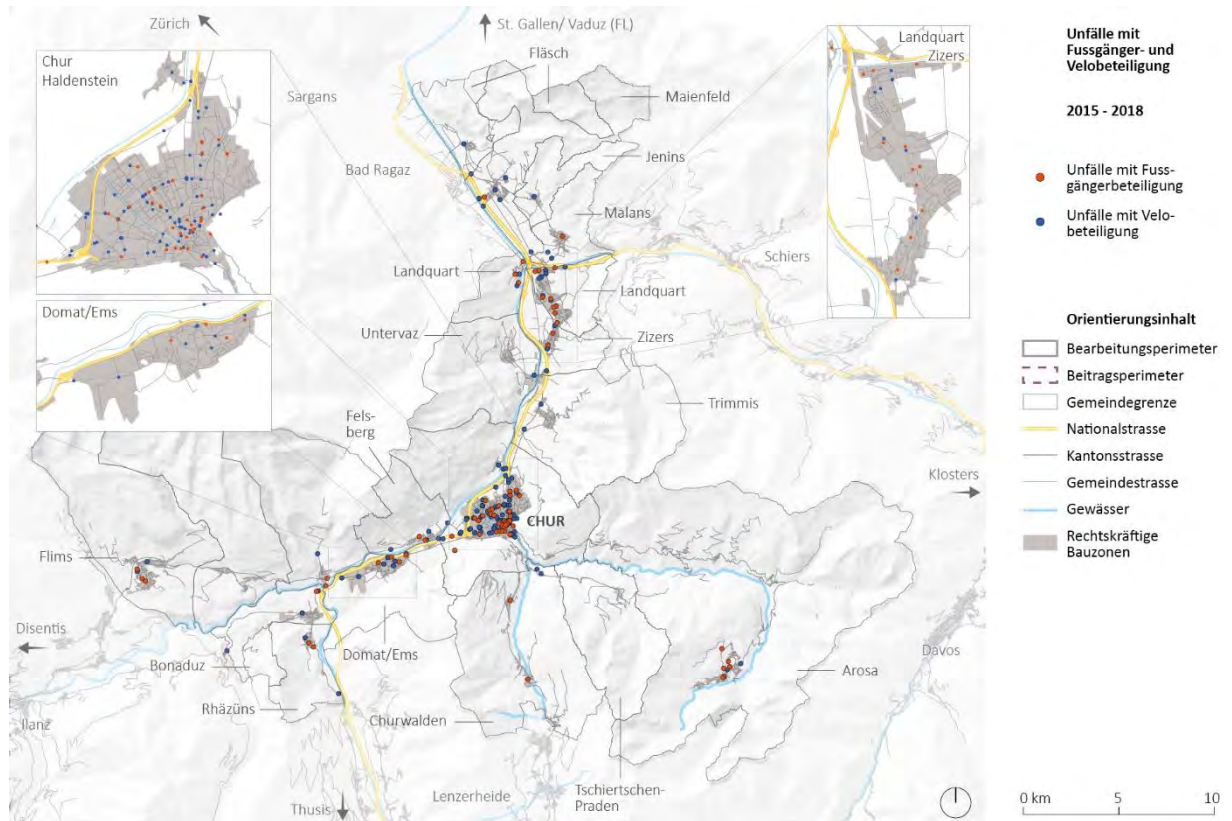 Zürich
St. Gallen/ Vaduz (FL)
Chur
Haldenstein
Domat/Ems
Fläsch
Sargans
Maienfeld
Jenins
Bad Ragaz
Malans
Landquart
Schiers
Landquart
Untervaz
Zizers
Trimmis
Fels-
berg
Klosters
CHUR
Flims
Disentis
Bonaduz
Domat/Ems
Arosa
Davos
Rhäzüns
Churwalden
Ilanz
Tschiertschen-
Praden
Thusis
Lenzerheide
Landquart
Zizers
Unfälle mit
Fussgänger- und
Velobeteiligung
2015 - 2018
Unfälle mit Fuss-
gängerbeteiligung
Unfälle mit Velo-
beteiligung
Orientierungsinhalt
Bearbeitungsperimeter
Beitragsperimeter
Gemeindegrenze
Nationalstrasse
Kantonsstrasse
Gemeindestrasse
Gewässer
Rechtskräftige
Bauzonen
0 km 5 10